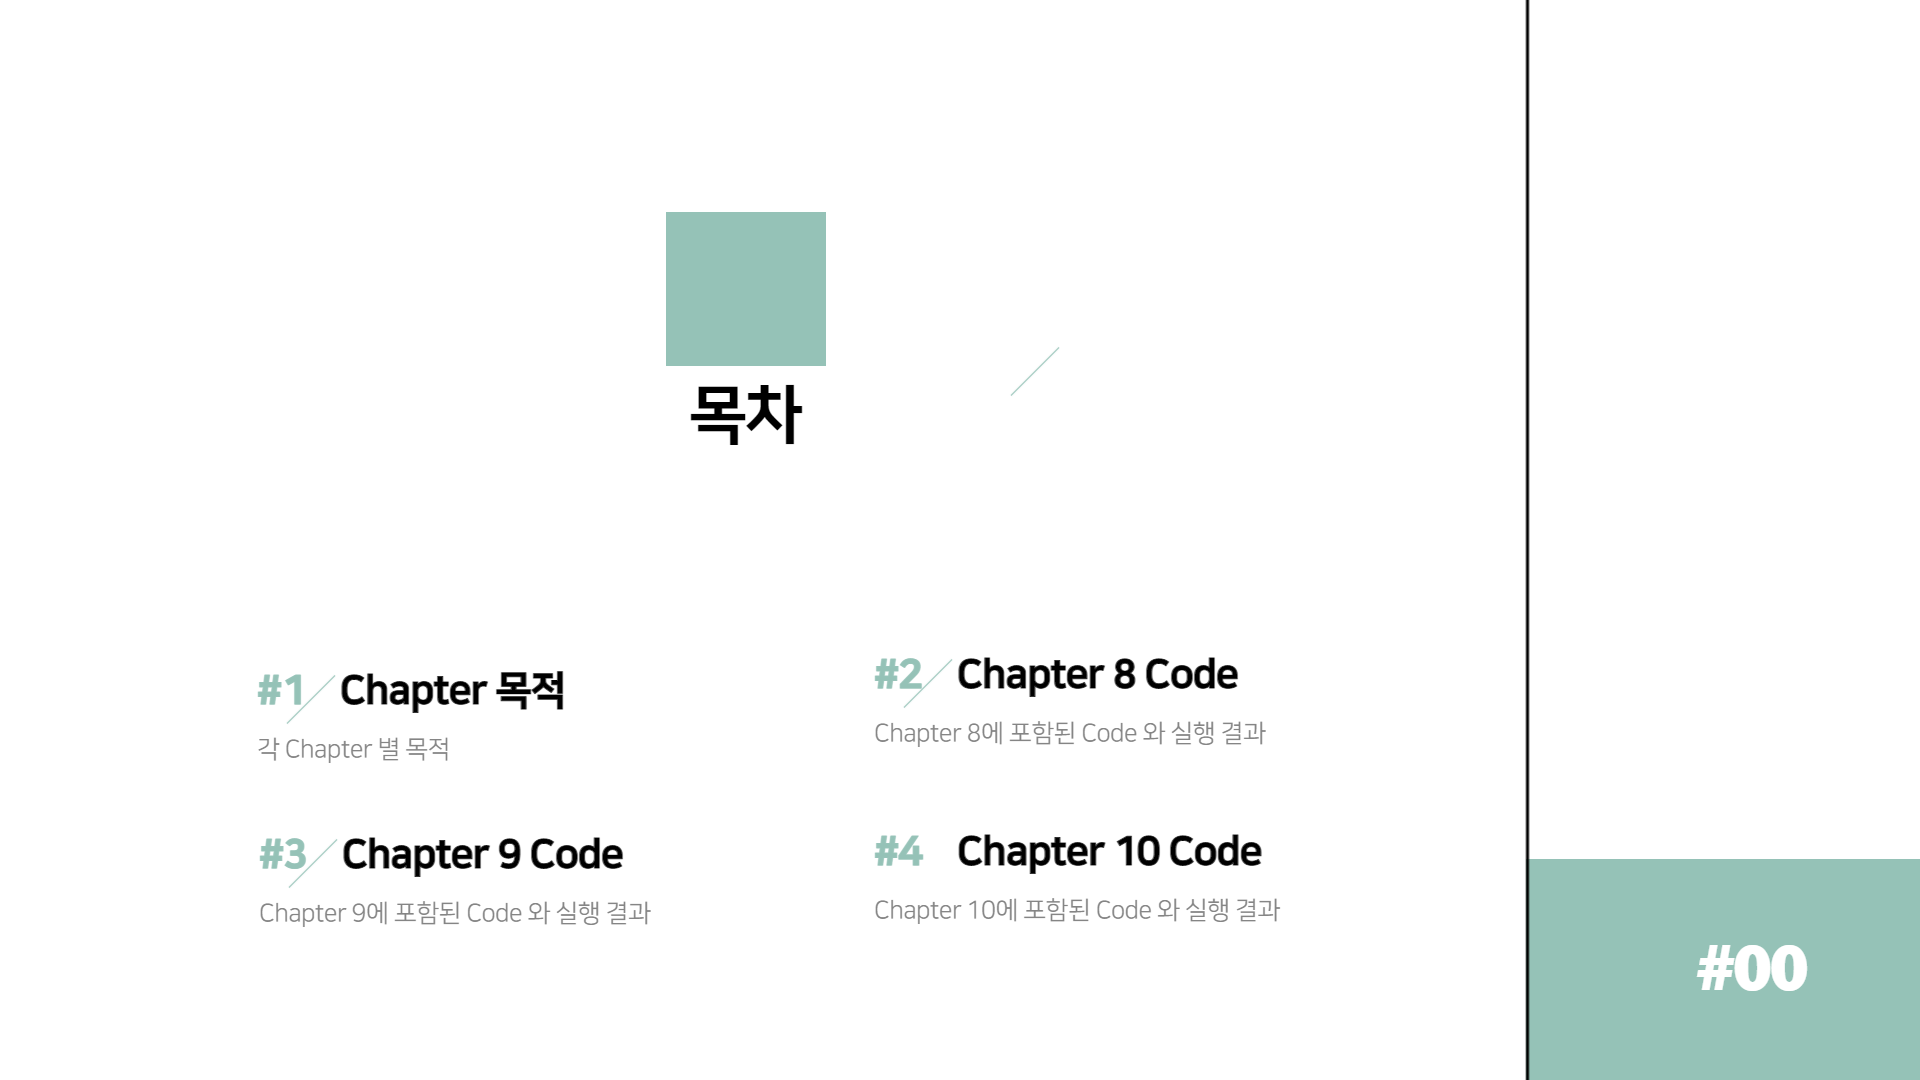 목차
#1 Chapter 목적
각 Chapter 별 목적
#2 Chapter 8 Code
Chapter 8에 포함된 Code 와 실행 결과
#3 Chapter 9 Code
Chapter 9에 포함된 Code 와 실행 결과
#4 Chapter 10 Code
Chapter 10에 포함된 Code 와 실행 결과
#00